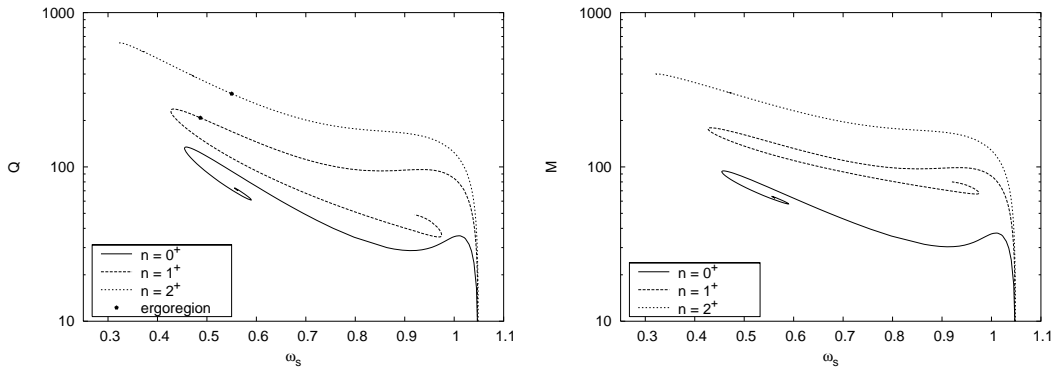 1000
100
10
Q
0.3 0.4 0.5 0.6 0.7 0.8 0.9 1 1.1
ω_s
n = 0⁺
n = 1⁺
n = 2⁺
ergoregion
1000
100
10
M
0.3 0.4 0.5 0.6 0.7 0.8 0.9 1 1.1
ω_s
n = 0⁺
n = 1⁺
n = 2⁺